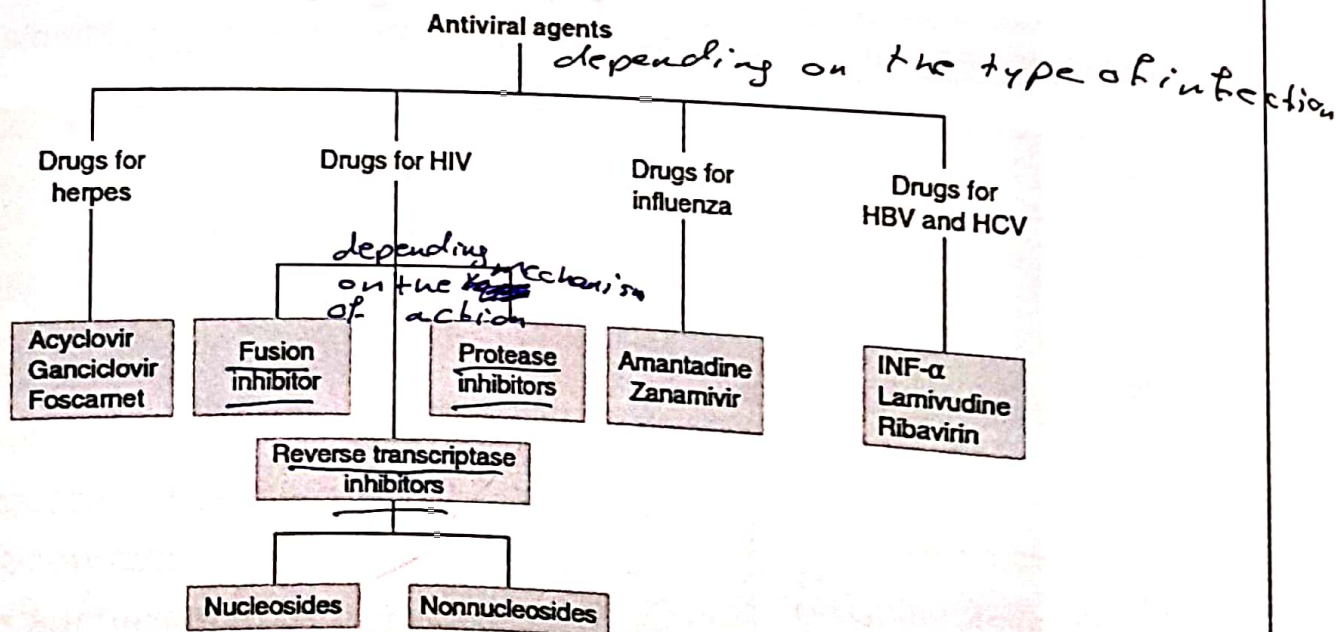 Antiviral agents
depending on the type of infection
Drugs for
herpes
Drugs for HIV
Drugs for
influenza
Drugs for
HBV and HCV
depending
on the mechanism
of action
Acyclovir
Ganciclovir
Foscarnet
Fusion
inhibitor
Protease
inhibitors
Amantadine
Zanamivir
INF-α
Lamivudine
Ribavirin
Reverse transcriptase
inhibitors
Nucleosides
Nonnucleosides